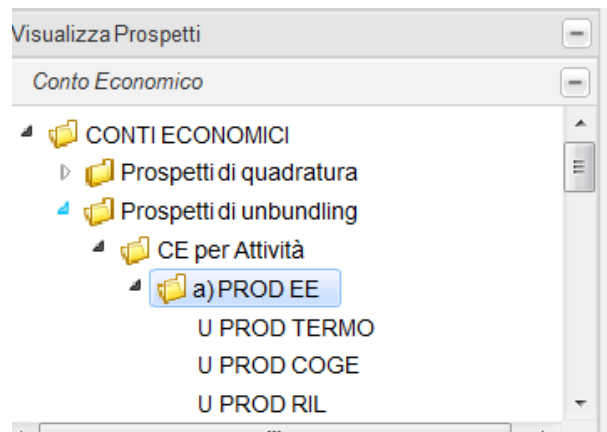 Visualizza Prospetti
Conto Economico
CONTI ECONOMICI
Prospetti di quadratura
Prospetti di unbundling
CE per Attività
a) PROD EE
U PROD TERMO
U PROD COGE
U PROD RIL